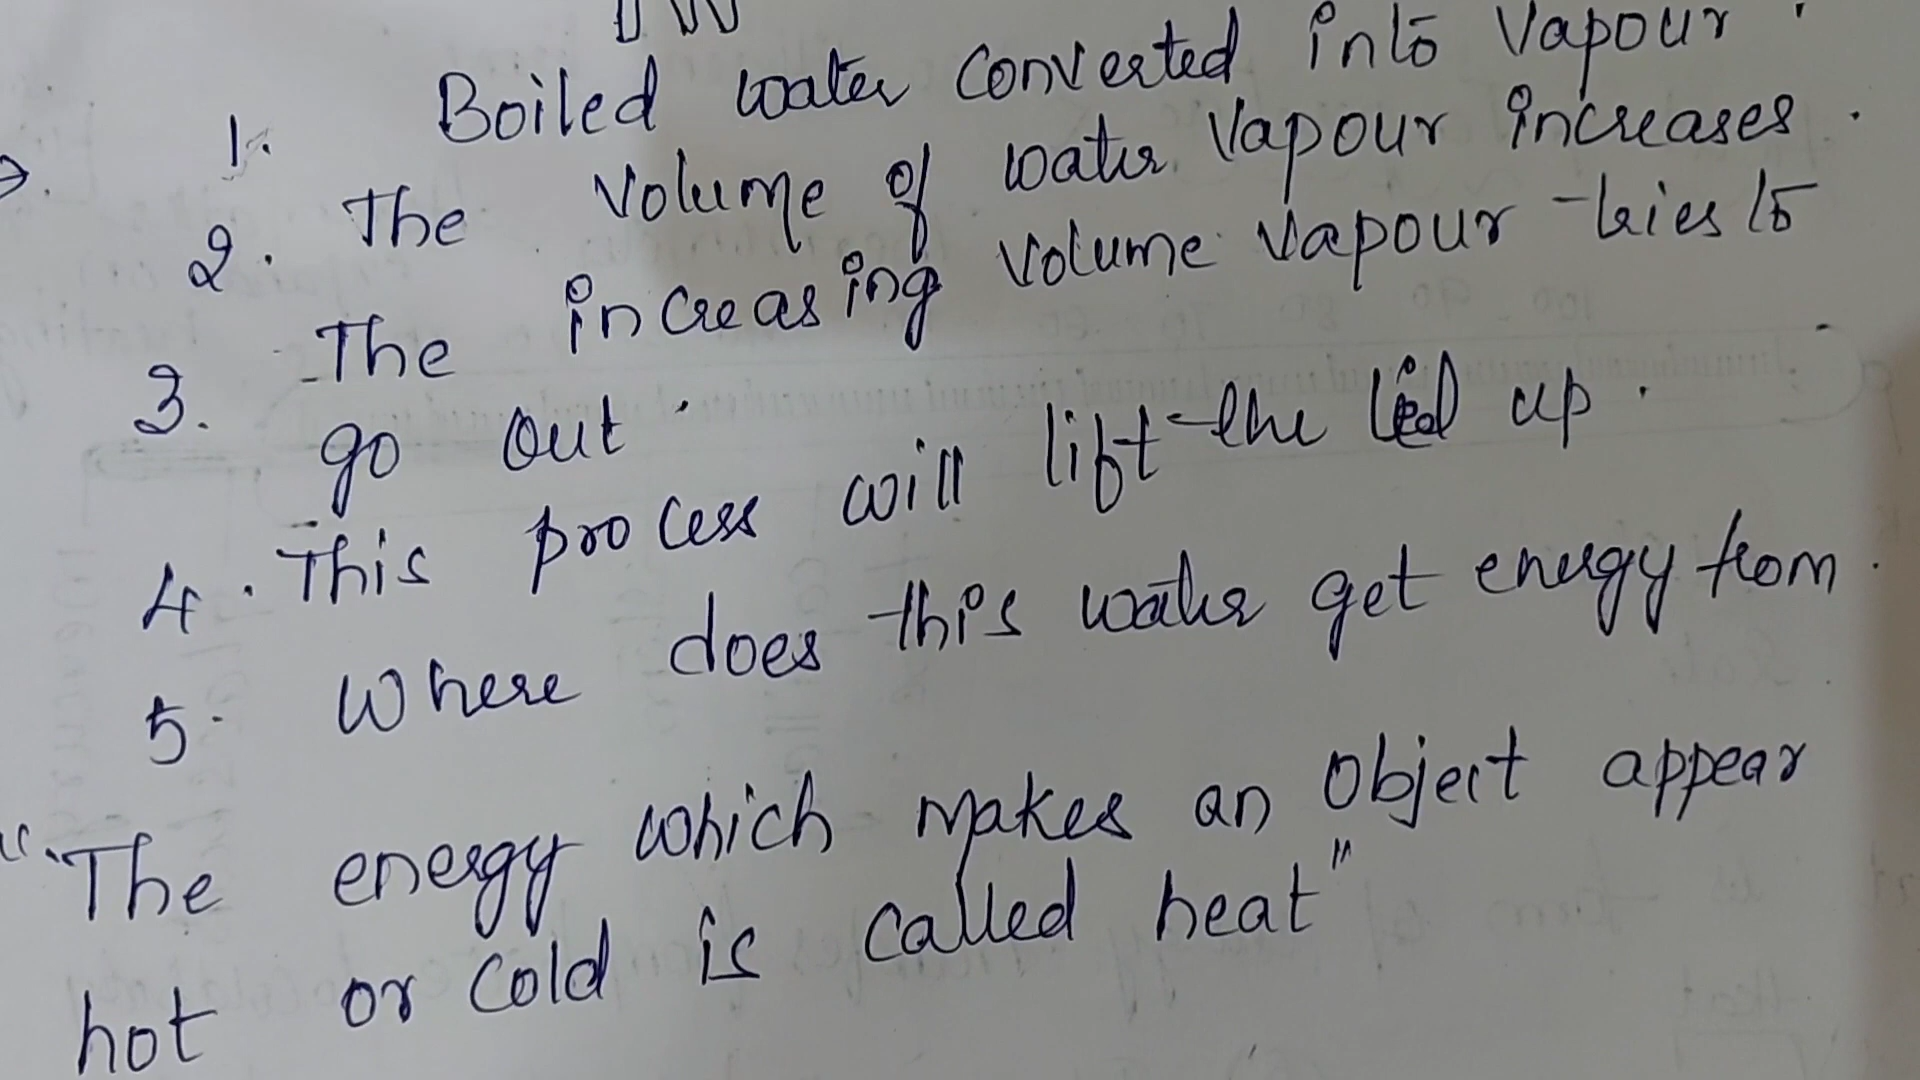 1. Boiled water converted into vapour.
2. The volume of water vapour increases.
3. The increasing volume vapour tries to
go out.
4. This process will lift the lid up.
5. Where does this water get energy from.
"The energy which makes an object appear
hot or cold is called heat"